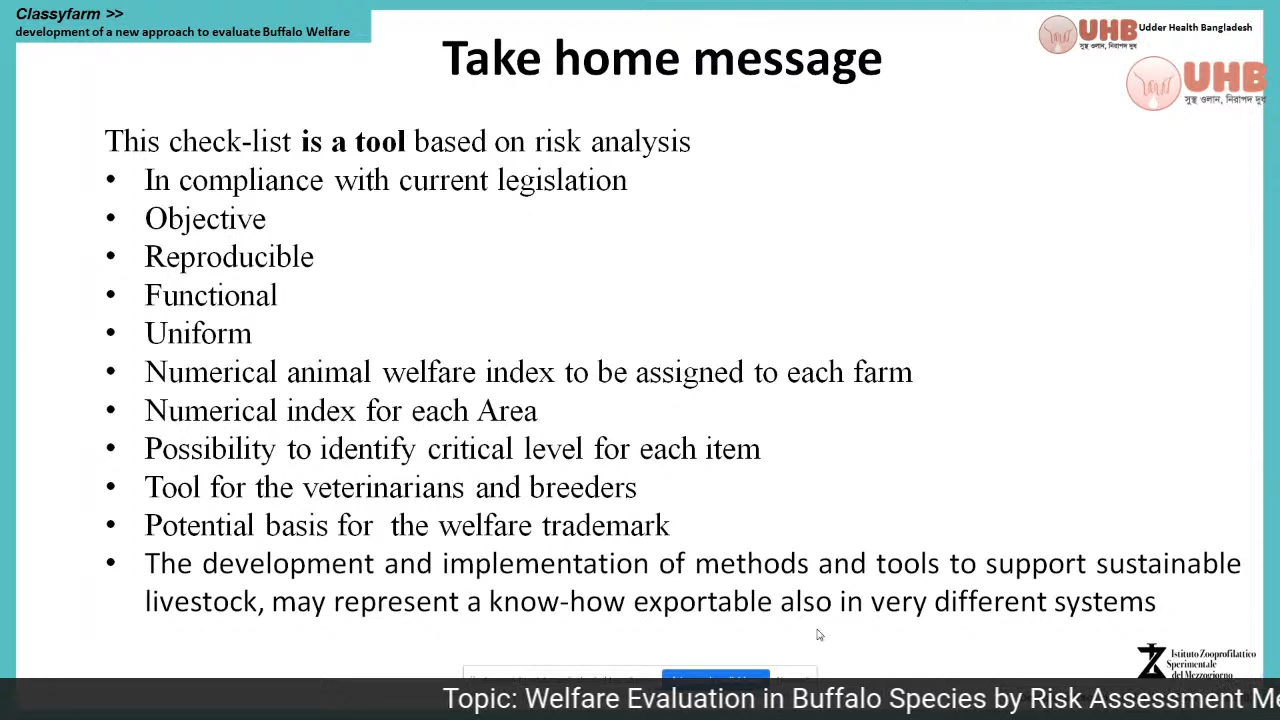 Classyfarm >>
development of a new approach to evaluate Buffalo Welfare
UHB Udder Health Bangladesh
সুস্থ ওলান, নিরাপদ দুধ
UHB
সুস্থ ওলান, নিরাপদ দুধ
Take home message
This check-list is a tool based on risk analysis
• In compliance with current legislation
• Objective
• Reproducible
• Functional
• Uniform
• Numerical animal welfare index to be assigned to each farm
• Numerical index for each Area
• Possibility to identify critical level for each item
• Tool for the veterinarians and breeders
• Potential basis for the welfare trademark
• The development and implementation of methods and tools to support sustainable
livestock, may represent a know-how exportable also in very different systems
Istituto Zooprofilattico
Sperimentale
del Mezzogiorno
Topic: Welfare Evaluation in Buffalo Species by Risk Assessment Me